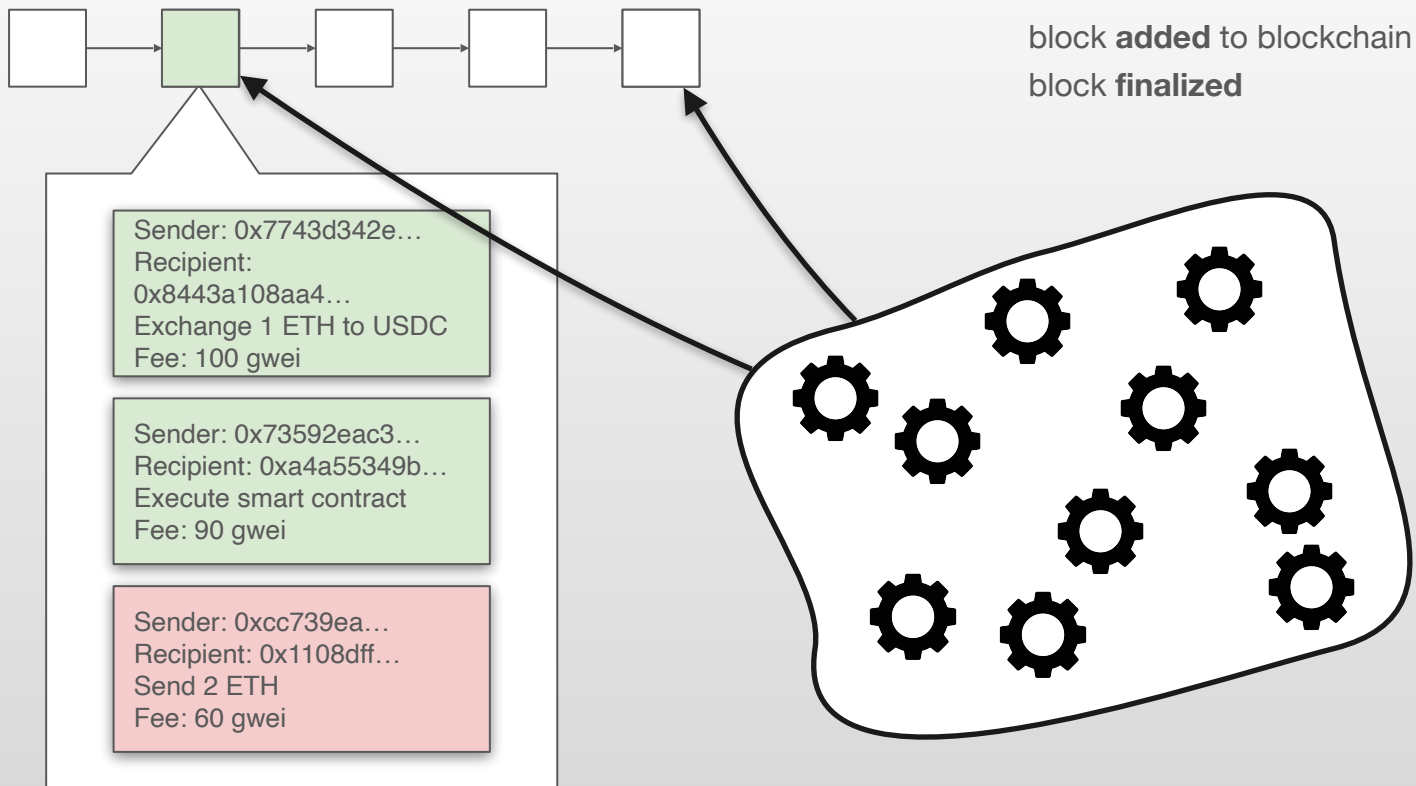 block added to blockchain
block finalized
Sender: 0x7743d342e…
Recipient:
0x8443a108aa4…
Exchange 1 ETH to USDC
Fee: 100 gwei
Sender: 0x73592eac3…
Recipient: 0xa4a55349b…
Execute smart contract
Fee: 90 gwei
Sender: 0xcc739ea…
Recipient: 0x1108dff…
Send 2 ETH
Fee: 60 gwei